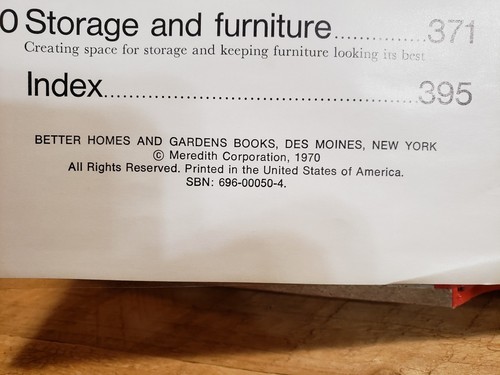 0 Storage and furniture..............371
Creating space for storage and keeping furniture looking its best
Index................................................395
BETTER HOMES AND GARDENS BOOKS, DES MOINES, NEW YORK
© Meredith Corporation, 1970
All Rights Reserved. Printed in the United States of America.
SBN: 696-00050-4.